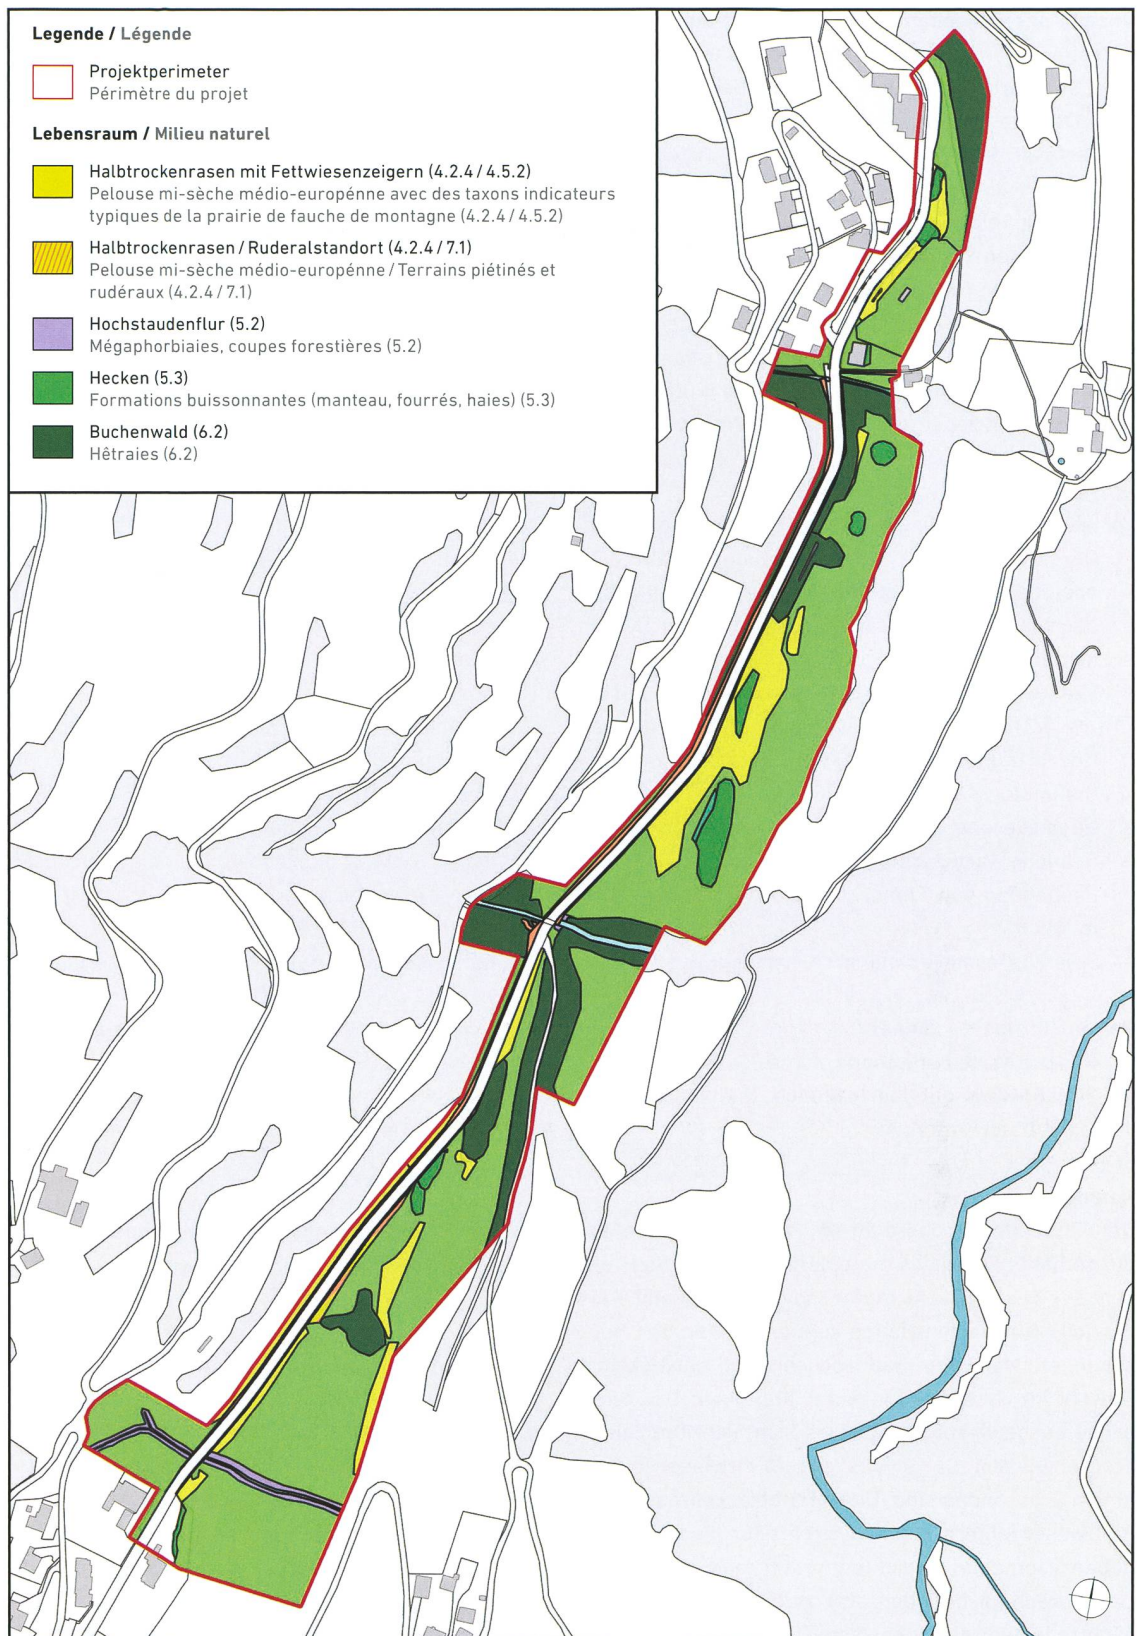 Legende / Légende
Projektperimeter
Périmètre du projet
Lebensraum / Milieu naturel
Halbtrockenrasen mit Fettwiesenzeigern (4.2.4 / 4.5.2)
Pelouse mi-sèche médio-europénne avec des taxons indicateurs
typiques de la prairie de fauche de montagne (4.2.4 / 4.5.2)
Halbtrockenrasen / Ruderalstandort (4.2.4 / 7.1)
Pelouse mi-sèche médio-europénne / Terrains piétinés et
rudéraux (4.2.4 / 7.1)
Hochstaudenflur (5.2)
Mégaphorbiaies, coupes forestières (5.2)
Hecken (5.3)
Formations buissonnantes (manteau, fourrés, haies) (5.3)
Buchenwald (6.2)
Hêtraies (6.2)